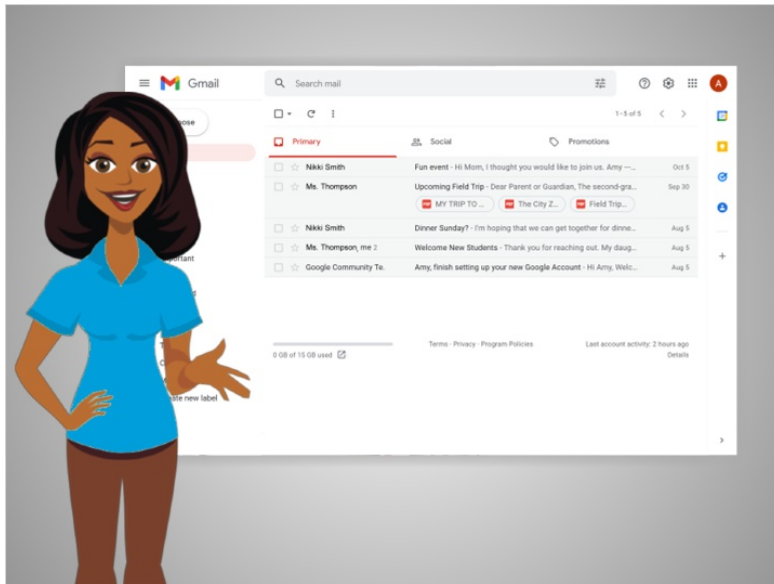 Gmail
Search mail
1–5 of 5
Primary Social Promotions
Nikki Smith Fun event - Hi Mom, I thought you would like to join us. Amy —... Oct 5
Ms. Thompson Upcoming Field Trip - Dear Parent or Guardian, The second-gra... Sep 30
PDF MY TRIP TO ... PDF The City Z... PDF Field Trip...
Nikki Smith Dinner Sunday? - I'm hoping that we can get together for dinne... Aug 5
Ms. Thompson, me 2 Welcome New Students - Thank you for reaching out. My daug... Aug 5
Google Community Te. Amy, finish setting up your new Google Account - Hi Amy, Welc... Aug 5
Terms · Privacy · Program Policies Last account activity: 2 hours ago
0 GB of 15 GB used Details
new label
A